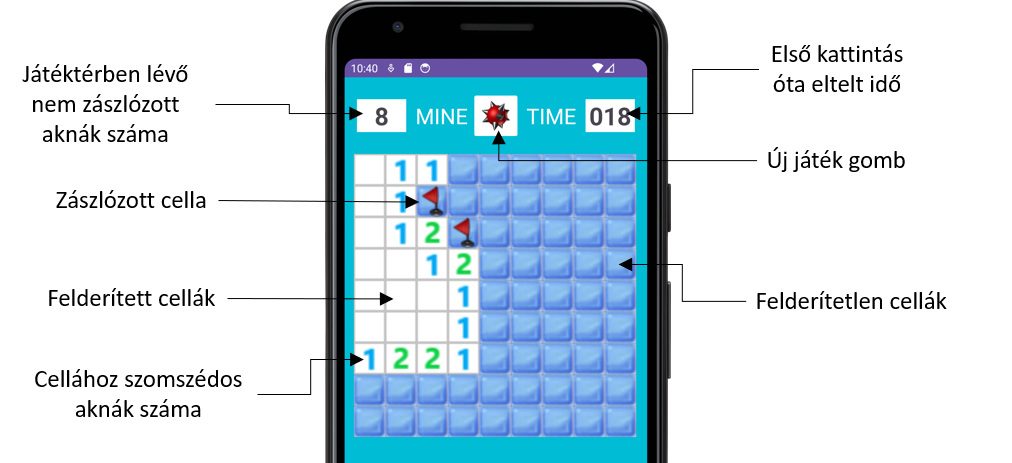 Játéktérben lévő
nem zászlózott
aknák száma
Első kattintás
óta eltelt idő
10:40
8 MINE TIME 018
Új játék gomb
Zászlózott cella
Felderített cellák
Felderítetlen cellák
Cellához szomszédos
aknák száma
1 1
1
1 2
1 2
1
1
1 2 2 1